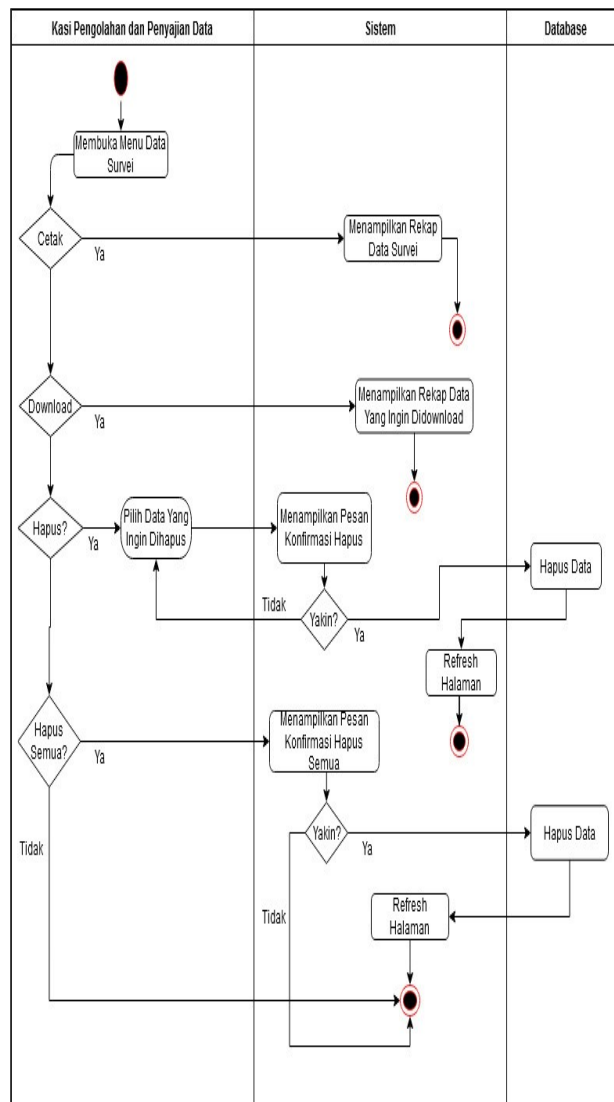 Kasi Pengolahan dan Penyajian Data
Sistem
Database
Membuka Menu Data
Survei
Cetak
Ya
Menampilkan Rekap
Data Survei
Download
Ya
Menampilkan Rekap Data
Yang Ingin Didownload
Hapus?
Ya
Pilih Data Yang
Ingin Dihapus
Menampilkan Pesan
Konfirmasi Hapus
Hapus Data
Tidak
Yakin?
Ya
Refresh
Halaman
Hapus
Semua?
Ya
Menampilkan Pesan
Konfirmasi Hapus
Semua
Tidak
Yakin?
Ya
Hapus Data
Tidak
Refresh
Halaman